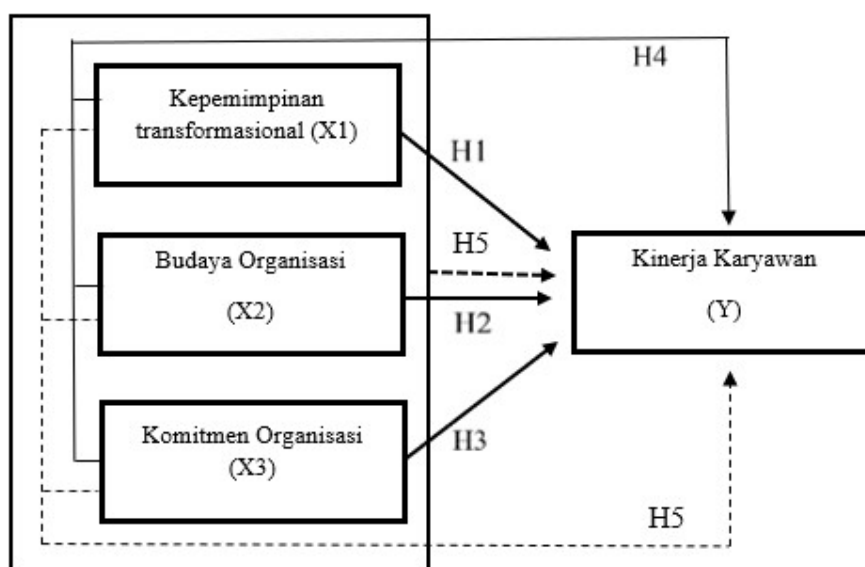 H4
Kepemimpinan
transformasional (X1)
H1
H5
Budaya Organisasi
(X2)
H2
Kinerja Karyawan
(Y)
Komitmen Organisasi
(X3)
H3
H5